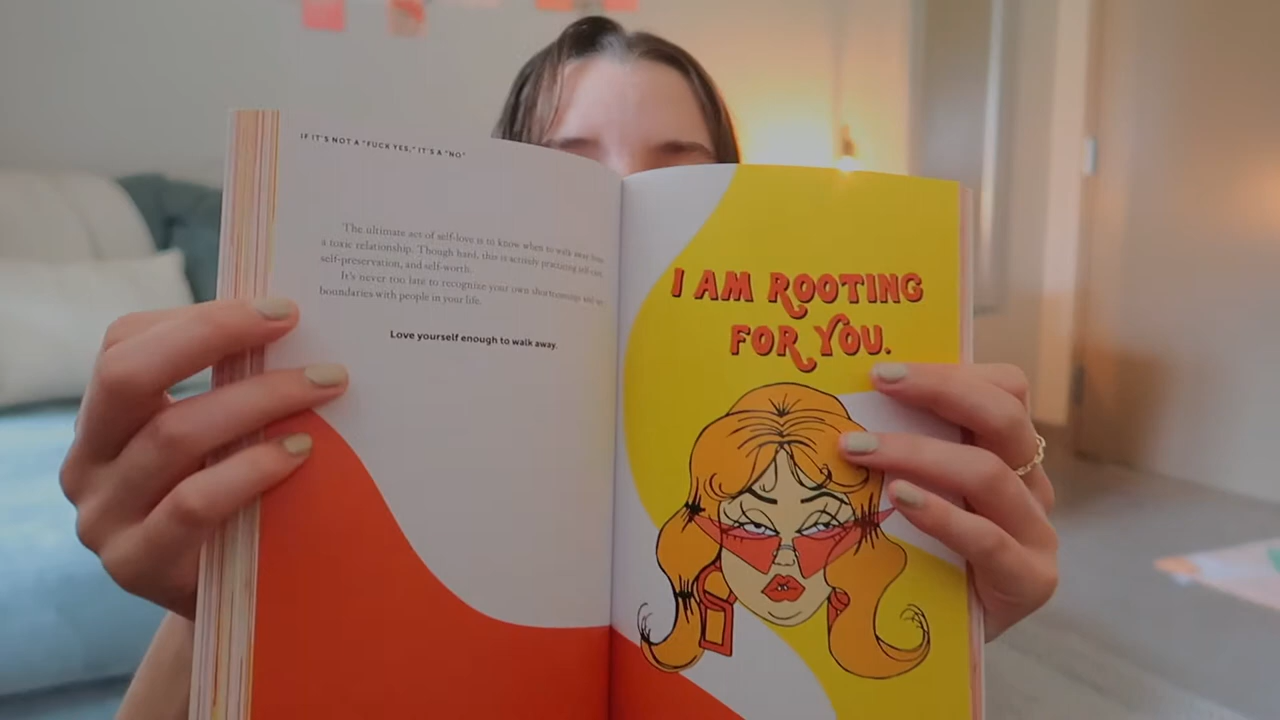 IF IT'S NOT A "FUCK YES," IT'S A "NO"
The ultimate act of self-love is to know when to walk away from
a toxic relationship. Though hard, this is actively practicing self-care,
self-preservation, and self-worth.
It's never too late to recognize your own shortcomings and set
boundaries with people in your life.
Love yourself enough to walk away.
I AM ROOTING
FOR YOU.